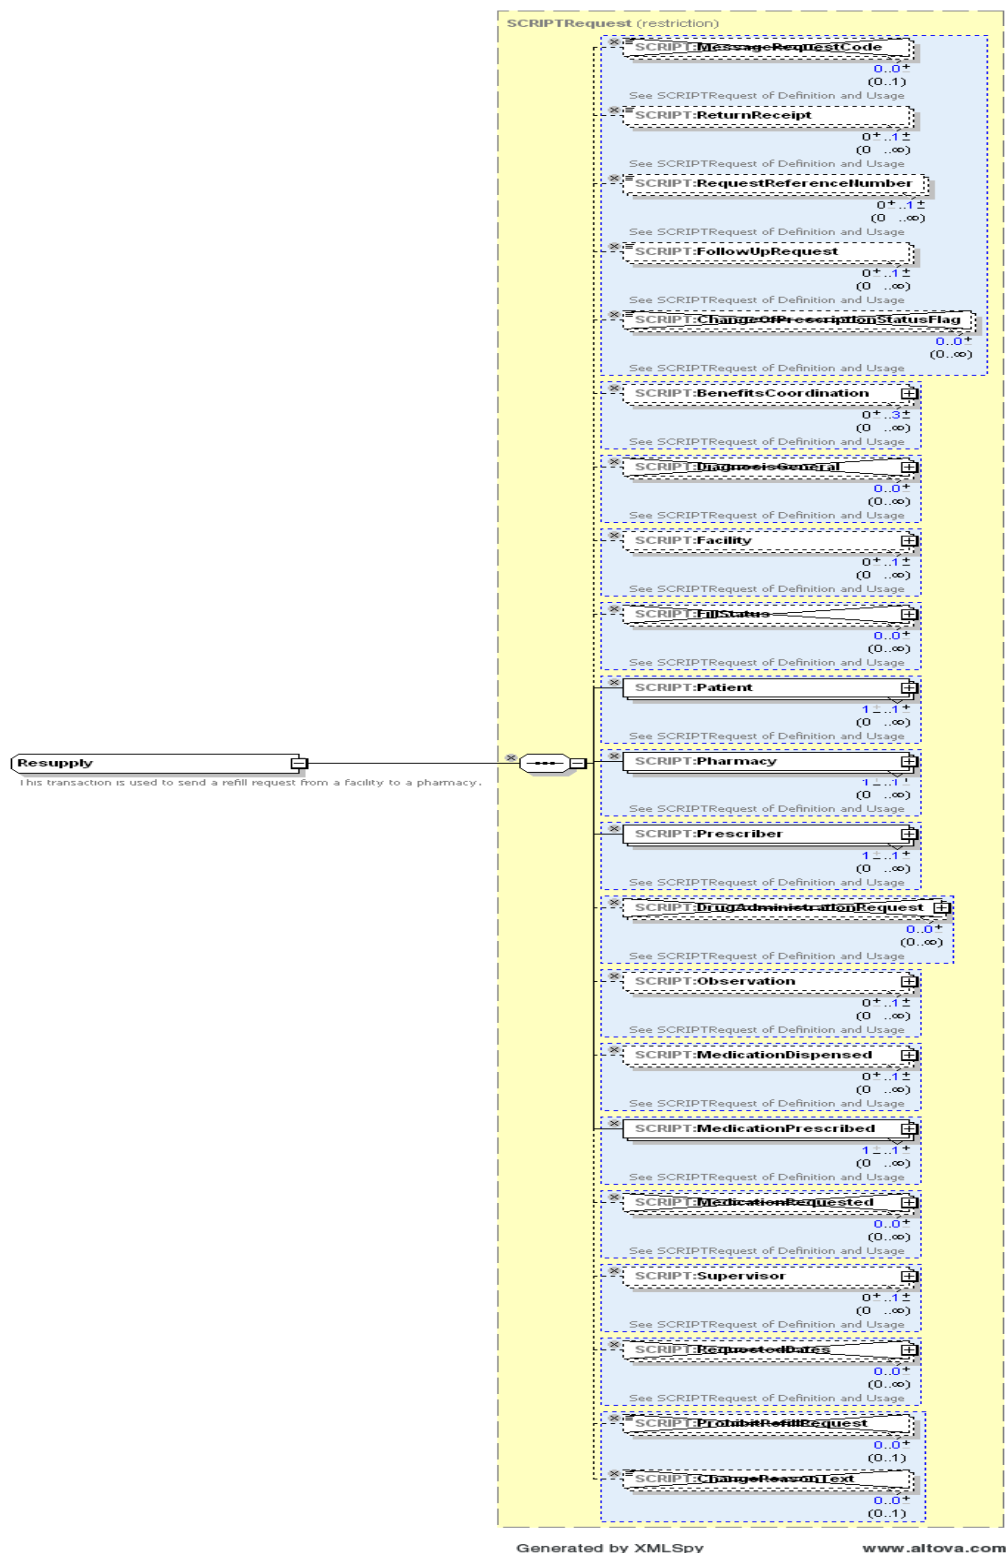 SCRIPTRequest (restriction)
SCRIPT:MessageRequestCode
0..0±
(0..1)
See SCRIPTRequest of Definition and Usage
SCRIPT:ReturnReceipt
0±..1±
(0 ..∞)
See SCRIPTRequest of Definition and Usage
SCRIPT:RequestReferenceNumber
0±..1±
(0 ..∞)
See SCRIPTRequest of Definition and Usage
SCRIPT:FollowUpRequest
0±..1±
(0 ..∞)
See SCRIPTRequest of Definition and Usage
SCRIPT:ChangeOfPrescriptionStatusFlag
0..0±
(0..∞)
See SCRIPTRequest of Definition and Usage
SCRIPT:BenefitsCoordination
0±..3±
(0 ..∞)
See SCRIPTRequest of Definition and Usage
SCRIPT:DiagnosisGeneral
0..0±
(0..∞)
See SCRIPTRequest of Definition and Usage
SCRIPT:Facility
0±..1±
(0 ..∞)
See SCRIPTRequest of Definition and Usage
SCRIPT:FillStatus
0..0±
(0..∞)
See SCRIPTRequest of Definition and Usage
SCRIPT:Patient
1±..1±
(0 ..∞)
See SCRIPTRequest of Definition and Usage
Resupply
This transaction is used to send a refill request from a facility to a pharmacy.
SCRIPT:Pharmacy
1±..1±
(0 ..∞)
See SCRIPTRequest of Definition and Usage
SCRIPT:Prescriber
1±..1±
(0 ..∞)
See SCRIPTRequest of Definition and Usage
SCRIPT:DrugAdministrationRequest
0..0±
(0..∞)
See SCRIPTRequest of Definition and Usage
SCRIPT:Observation
0±..1±
(0 ..∞)
See SCRIPTRequest of Definition and Usage
SCRIPT:MedicationDispensed
0±..1±
(0 ..∞)
See SCRIPTRequest of Definition and Usage
SCRIPT:MedicationPrescribed
1±..1±
(0 ..∞)
See SCRIPTRequest of Definition and Usage
SCRIPT:MedicationRequested
0..0±
(0..∞)
See SCRIPTRequest of Definition and Usage
SCRIPT:Supervisor
0±..1±
(0 ..∞)
See SCRIPTRequest of Definition and Usage
SCRIPT:RequestedDates
0..0±
(0..∞)
See SCRIPTRequest of Definition and Usage
SCRIPT:ProhibitRefillRequest
0..0±
(0..1)
SCRIPT:ChangeReasonText
0..0±
(0..1)
Generated by XMLSpy
www.altova.com